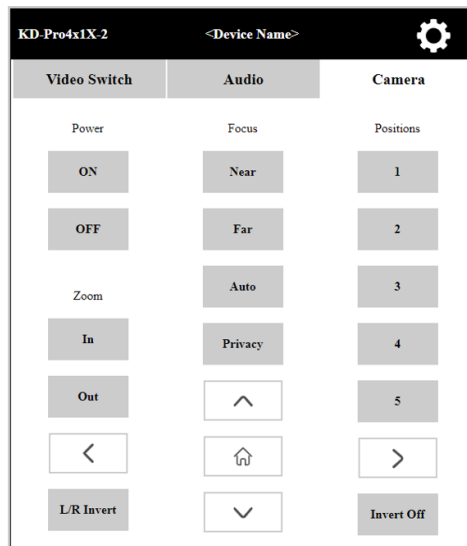 KD-Pro4x1X-2 <Device Name>
Video Switch Audio Camera
Power Focus Positions
ON Near 1
OFF Far 2
Auto 3
Zoom
In Privacy 4
Out 5
L/R Invert Invert Off